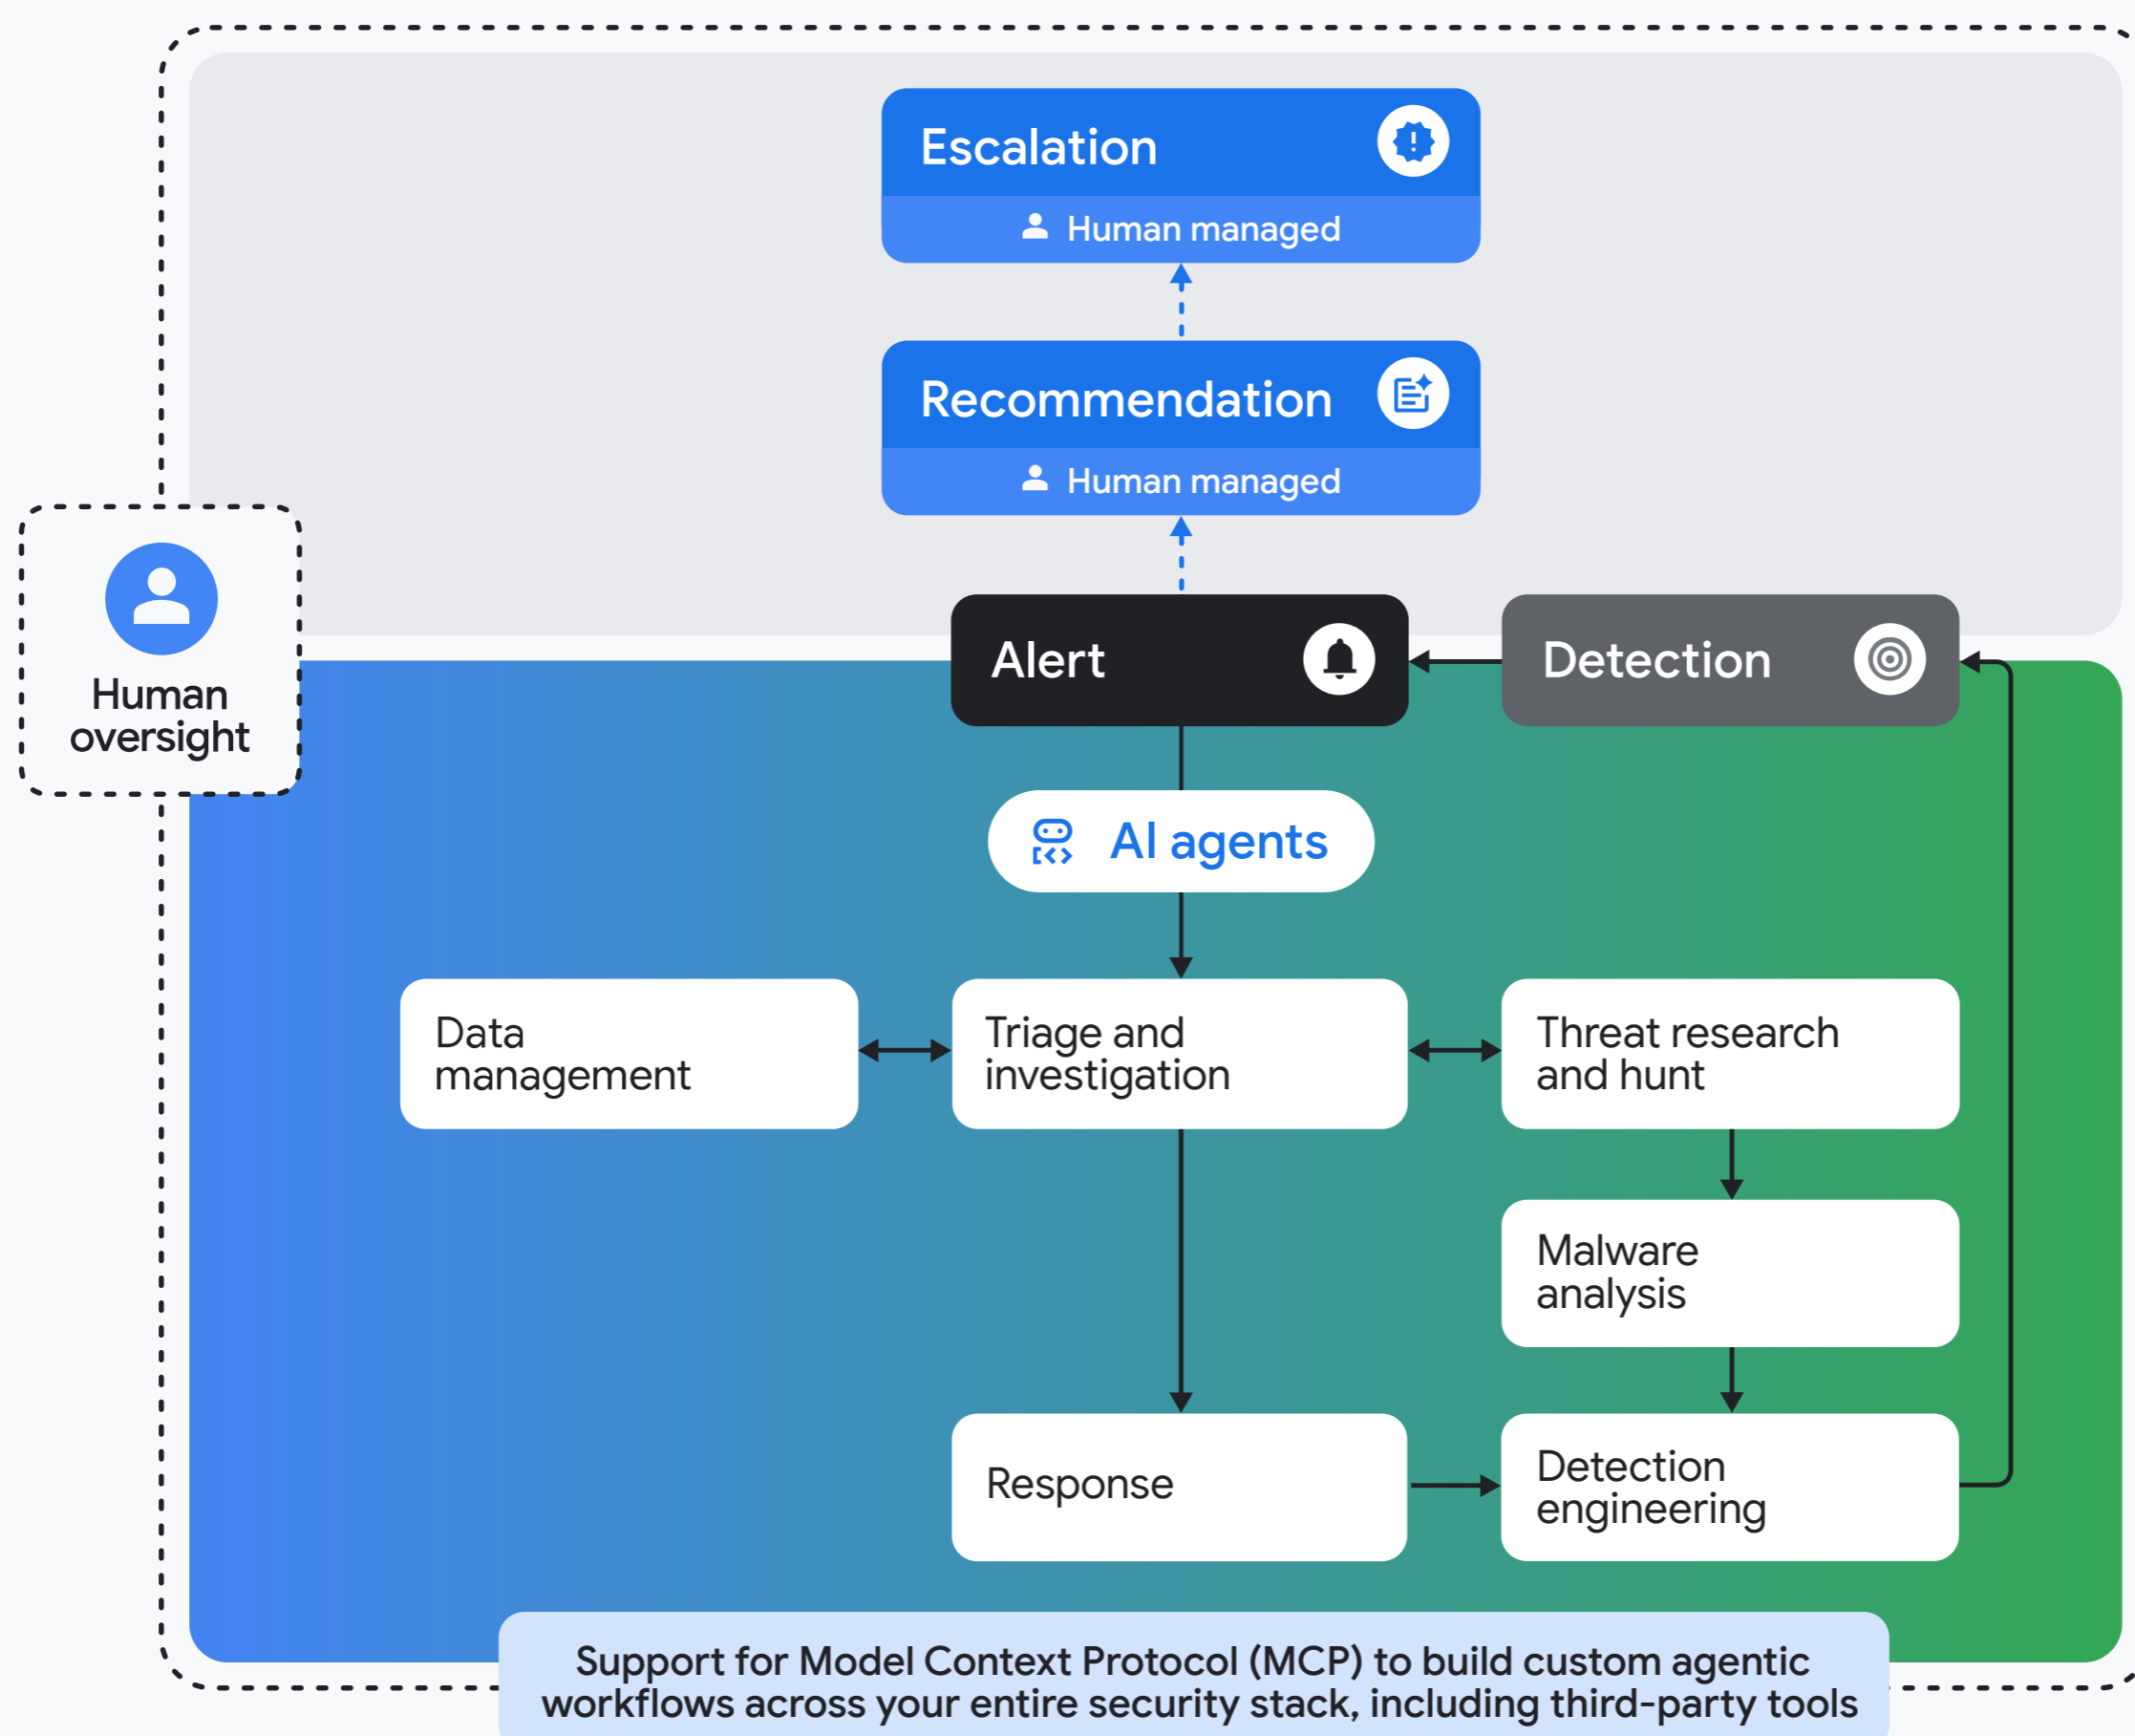 Escalation
Human managed
Recommendation
Human managed
Human
oversight
Alert
Detection
AI agents
Data
management
Triage and
investigation
Threat research
and hunt
Malware
analysis
Response
Detection
engineering
Support for Model Context Protocol (MCP) to build custom agentic
workflows across your entire security stack, including third-party tools